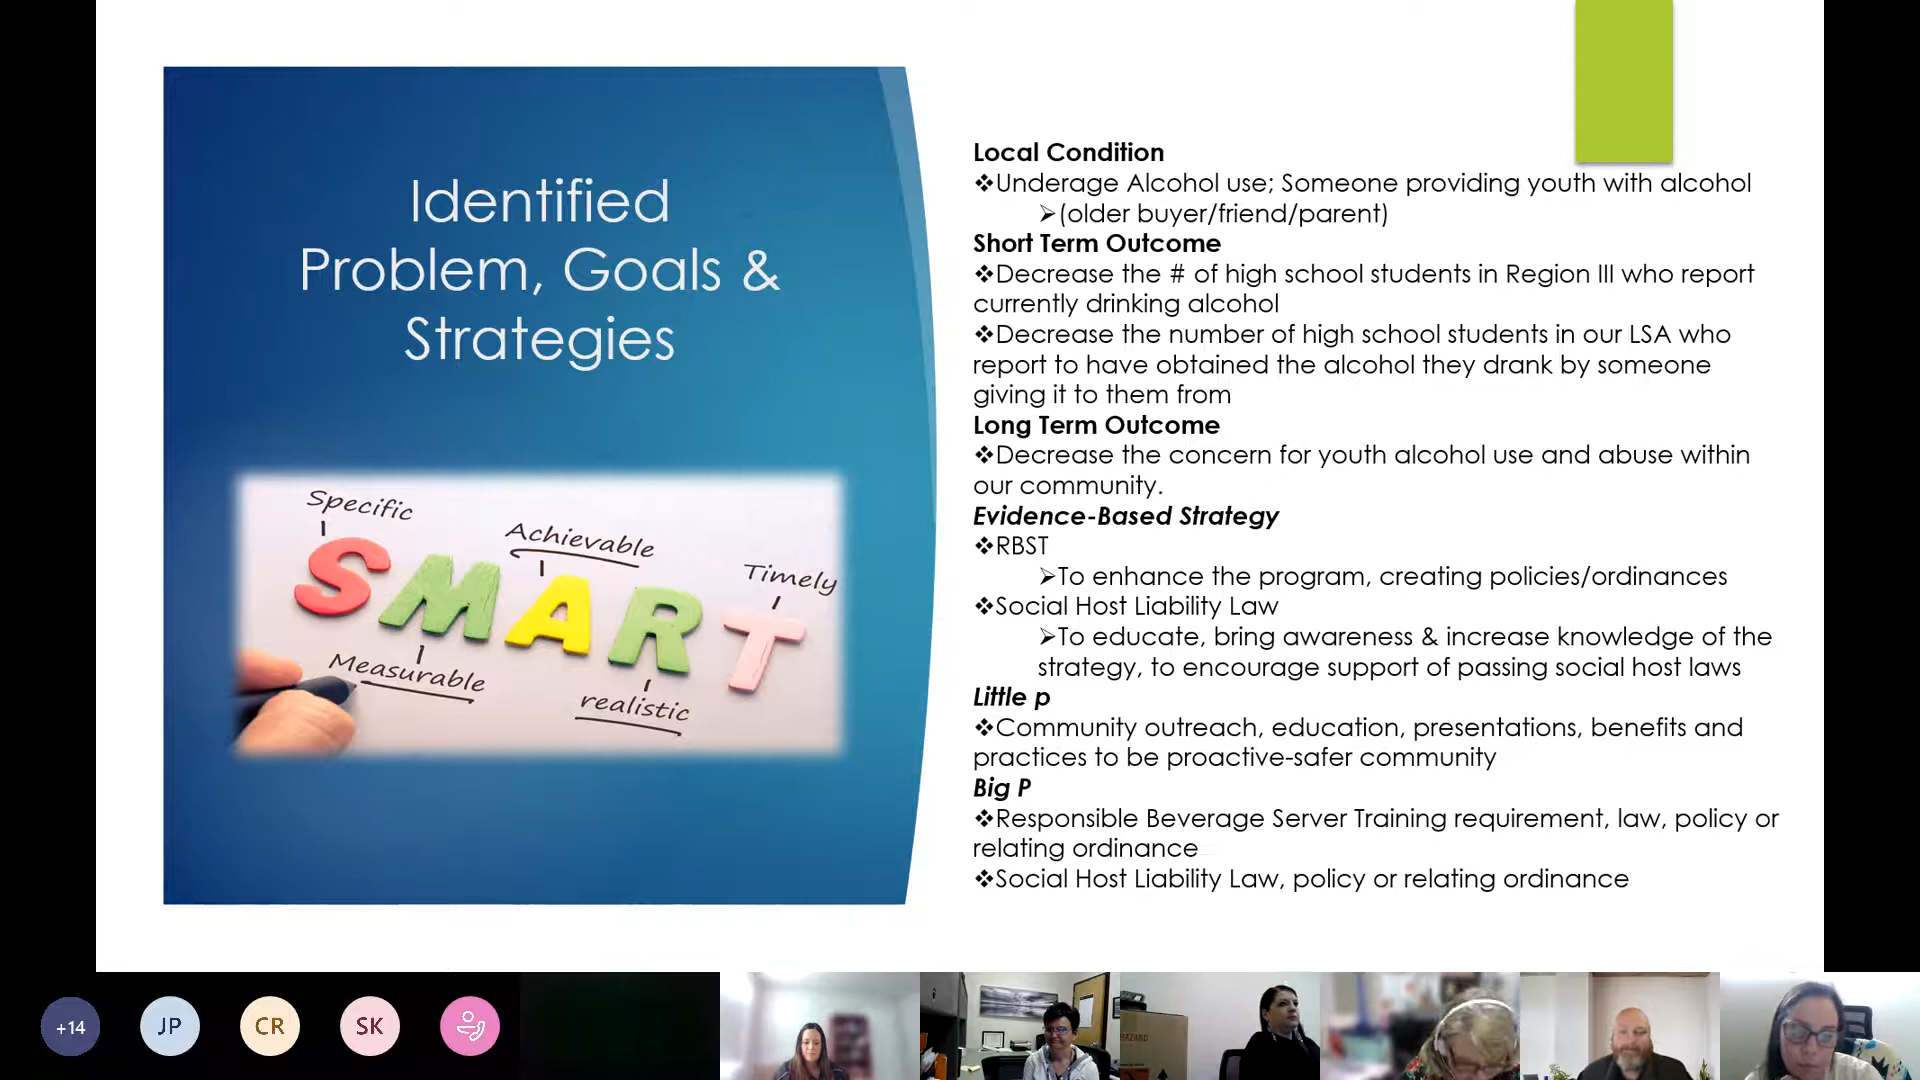 Identified
Problem, Goals &
Strategies
Specific
Achievable
Timely
SMART
Measurable
realistic
Local Condition
❖Underage Alcohol use; Someone providing youth with alcohol
➢(older buyer/friend/parent)
Short Term Outcome
❖Decrease the # of high school students in Region III who report
currently drinking alcohol
❖Decrease the number of high school students in our LSA who
report to have obtained the alcohol they drank by someone
giving it to them from
Long Term Outcome
❖Decrease the concern for youth alcohol use and abuse within
our community.
Evidence-Based Strategy
❖RBST
➢To enhance the program, creating policies/ordinances
❖Social Host Liability Law
➢To educate, bring awareness & increase knowledge of the
strategy, to encourage support of passing social host laws
Little p
❖Community outreach, education, presentations, benefits and
practices to be proactive-safer community
Big P
❖Responsible Beverage Server Training requirement, law, policy or
relating ordinance
❖Social Host Liability Law, policy or relating ordinance
+14
JP
CR
SK